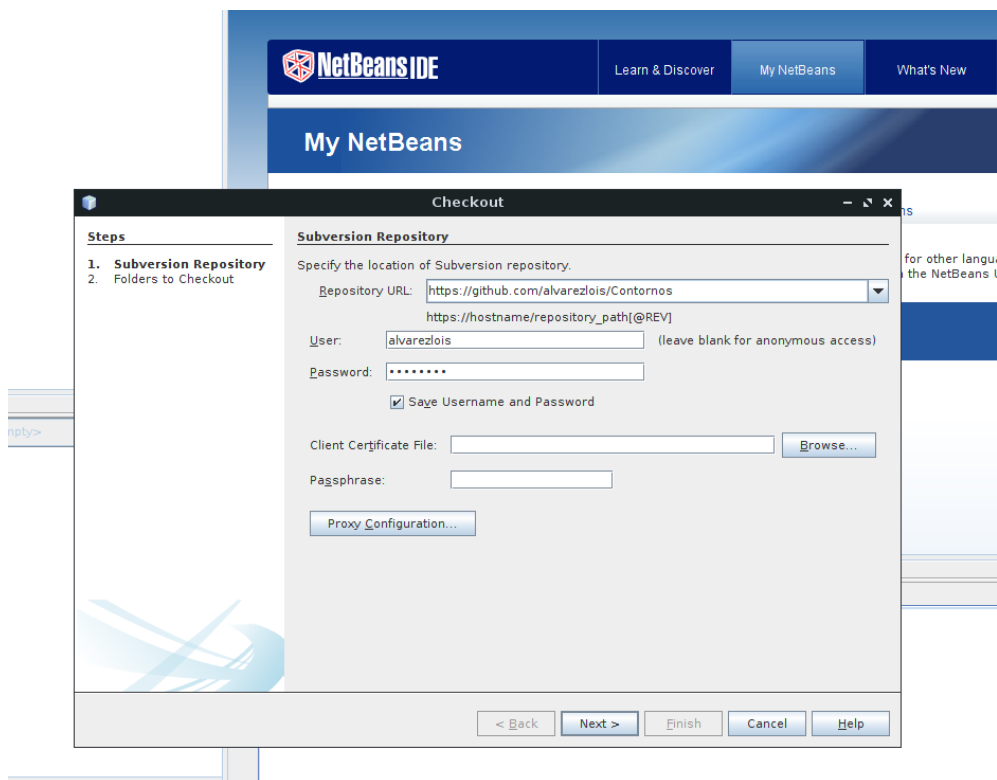 NetBeans IDE
Learn & Discover
My NetBeans
What's New
My NetBeans
Checkout
Steps
1. Subversion Repository
2. Folders to Checkout
Subversion Repository
Specify the location of Subversion repository.
Repository URL: https://github.com/alvarezlois/Contornos
https://hostname/repository_path[@REV]
User: alvarezlois (leave blank for anonymous access)
Password: ••••••••
Save Username and Password
Client Certificate File: Browse...
Passphrase:
Proxy Configuration...
< Back Next > Finish Cancel Help
ns
for other langua
the NetBeans U
mpty>